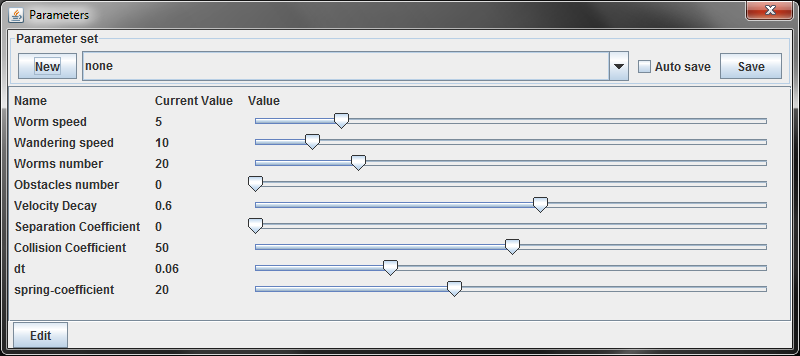 Parameters
Parameter set
New none Auto save Save
Name Current Value Value
Worm speed 5
Wandering speed 10
Worms number 20
Obstacles number 0
Velocity Decay 0.6
Separation Coefficient 0
Collision Coefficient 50
dt 0.06
spring-coefficient 20
Edit